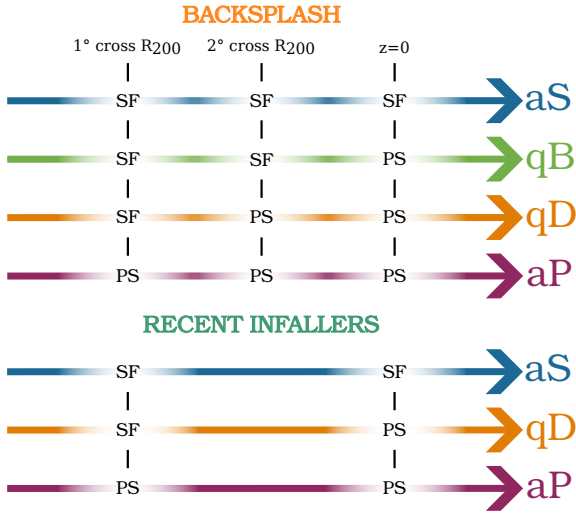 BACKSPLASH
1° cross R200 2° cross R200 z=0
SF SF SF aS
SF SF PS qB
SF PS PS qD
PS PS PS aP
RECENT INFALLERS
SF SF aS
SF PS qD
PS PS aP